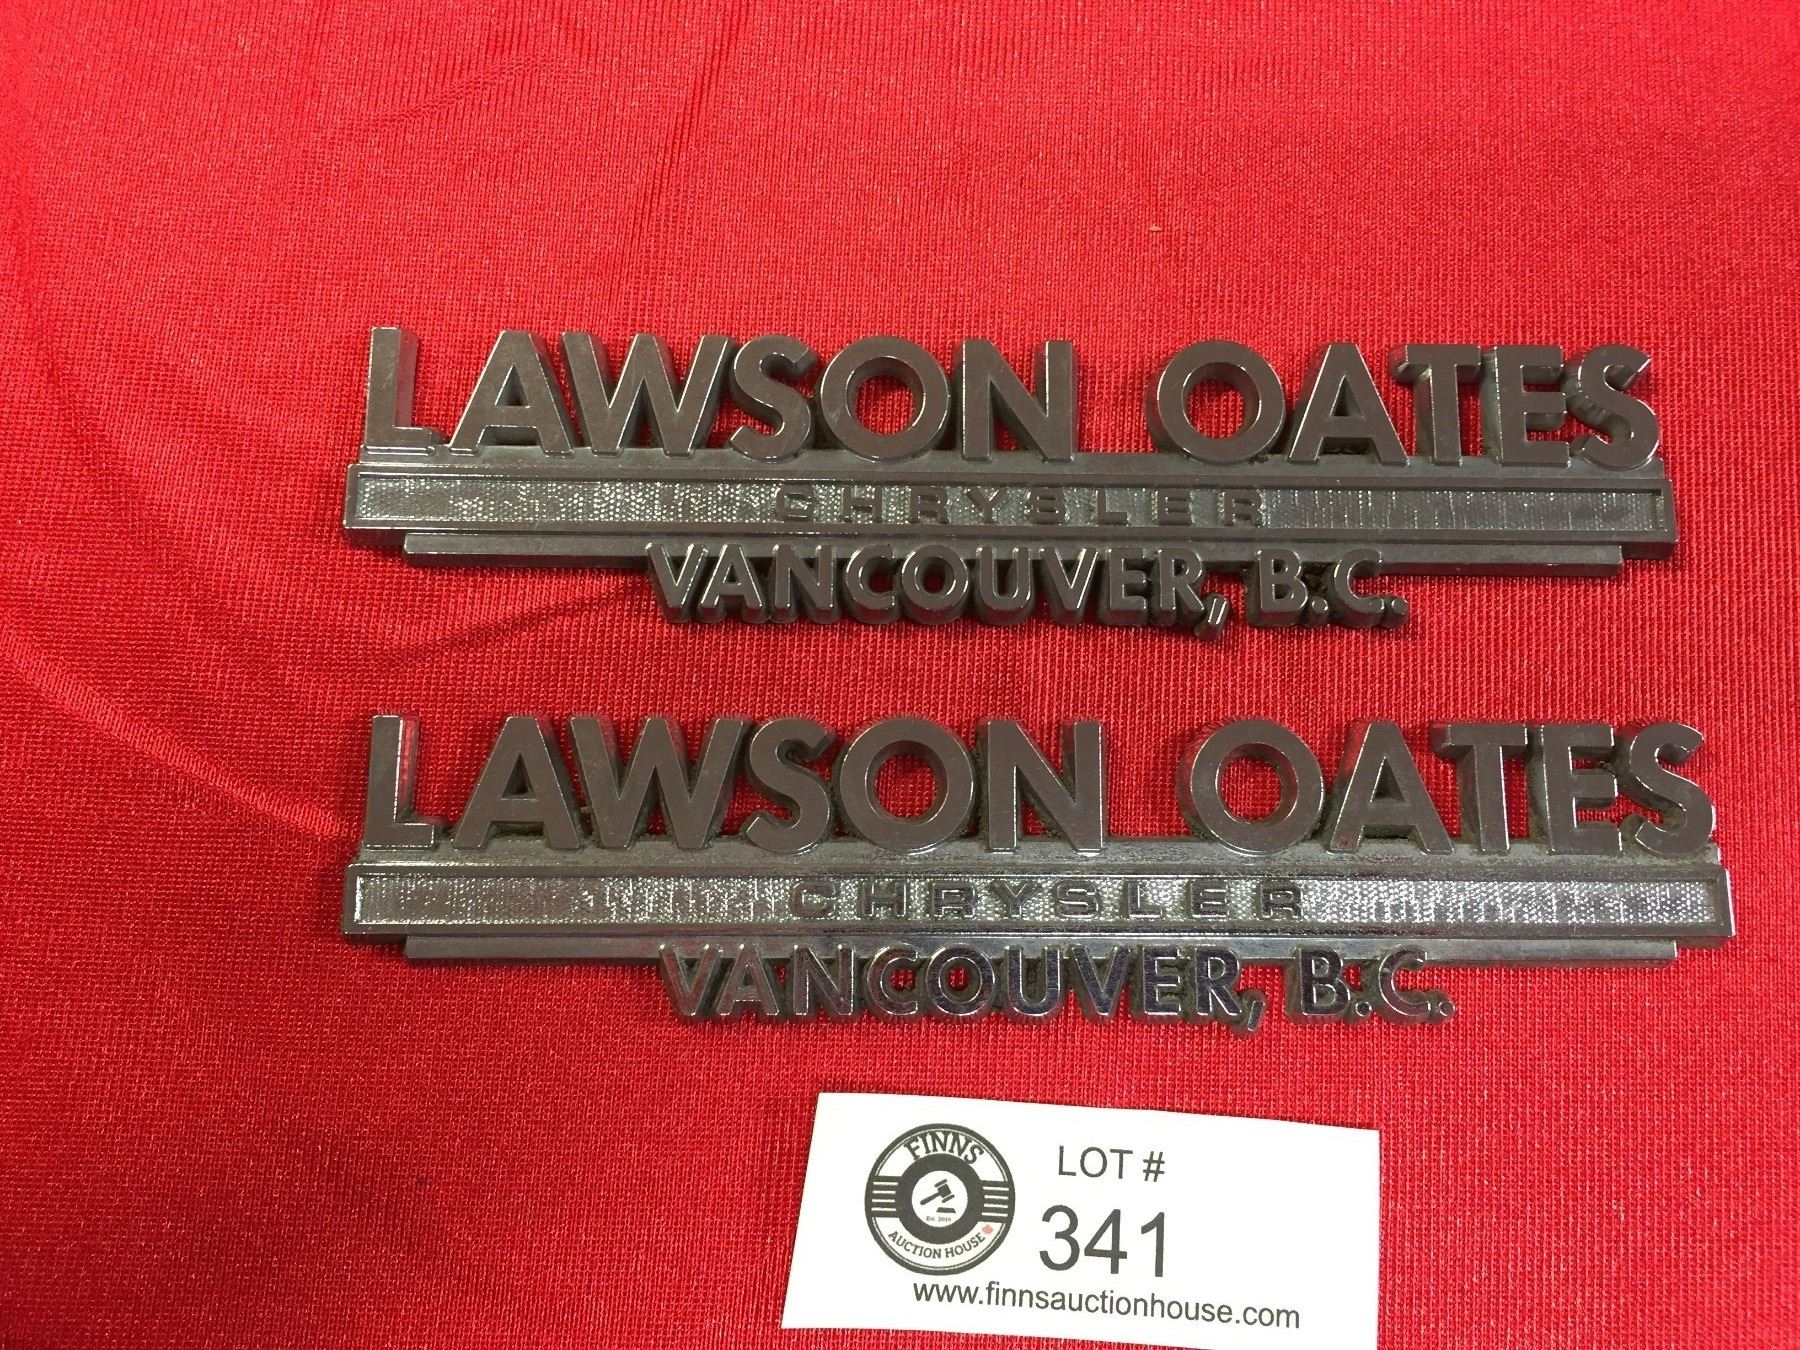 LAWSON OATES
CHRYSLER
VANCOUVER, B.C.
LAWSON OATES
CHRYSLER
VANCOUVER, B.C.
FINNS
AUCTION HOUSE
LOT #
341
www.finnsauctionhouse.com